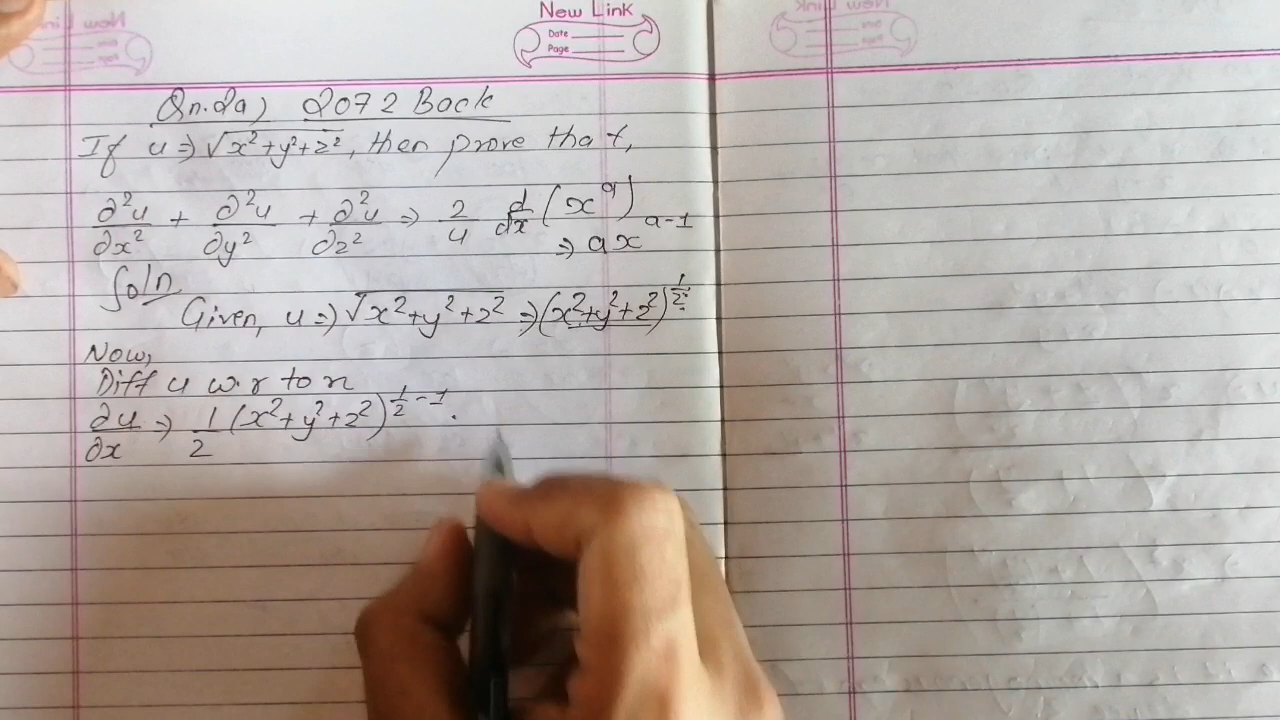 New Link
Date
Page
Qn.2a) 2072 Back
If u ⇒ √x²+y²+z², then prove that,
∂²u/∂x² + ∂²u/∂y² + ∂²u/∂z² ⇒ 2/u d/dx (xᵃ)
⇒ a x^(a-1)
Soln
Given, u ⇒ √x²+y²+z² ⇒ (x²+y²+z²)^(1/2)
Now,
Diff u w.r to x
∂u/∂x ⇒ 1/2 (x²+y²+z²)^(1/2 - 1) .